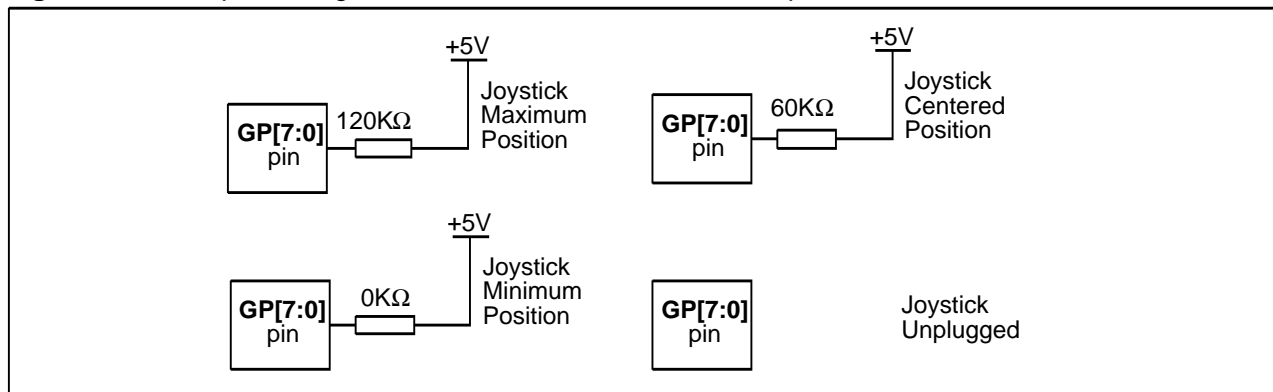 +5V
Joystick
Maximum
Position
120KΩ
GP[7:0]
pin
+5V
Joystick
Centered
Position
60KΩ
GP[7:0]
pin
+5V
Joystick
Minimum
Position
0KΩ
GP[7:0]
pin
GP[7:0]
pin
Joystick
Unplugged